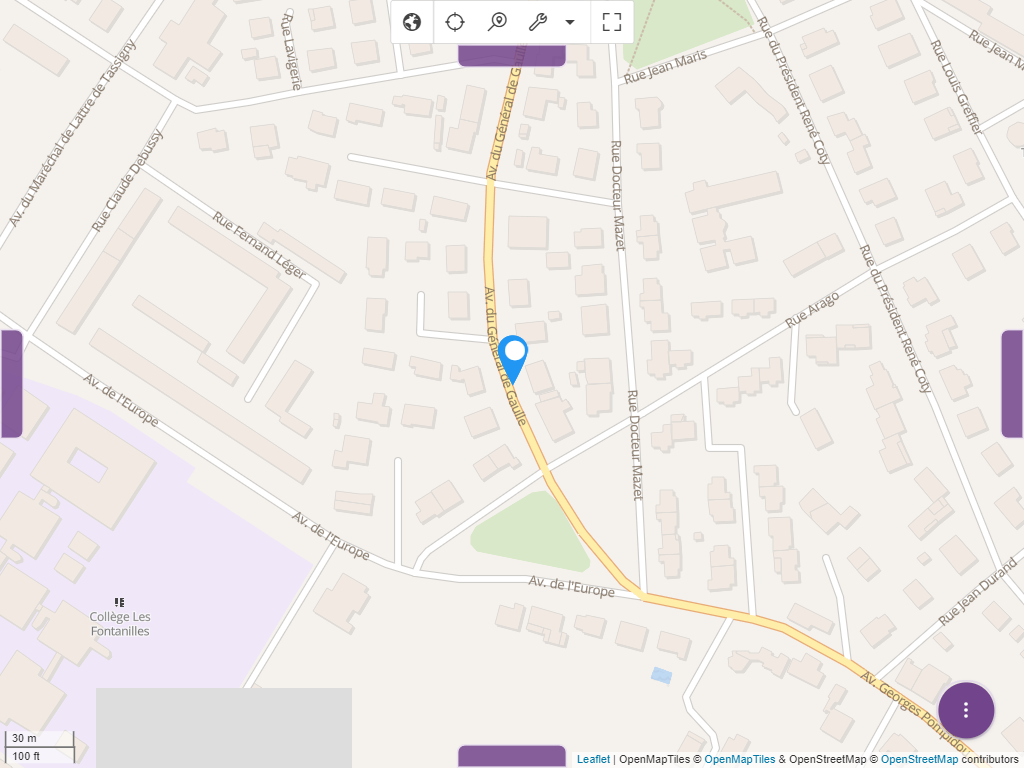 Av. du Général de Gaulle
Rue Jean Maris
Rue du Président René Coty
Rue Louis Greffier
Rue Lavigerie
Av. du Maréchal de Lattre de Tassigny
Rue Claude Debussy
Rue Fernand Léger
Rue Docteur Mazet
Rue Arago
Rue du Président René Coty
Av. du Général de Gaulle
Rue Docteur Mazet
Av. de l'Europe
Av. de l'Europe
Av. de l'Europe
Rue Jean Durand
Collège Les
Fontanilles
Av. Georges Pompidou
30 m
100 ft
Leaflet | OpenMapTiles © OpenMapTiles & OpenStreetMap © OpenStreetMap contributors